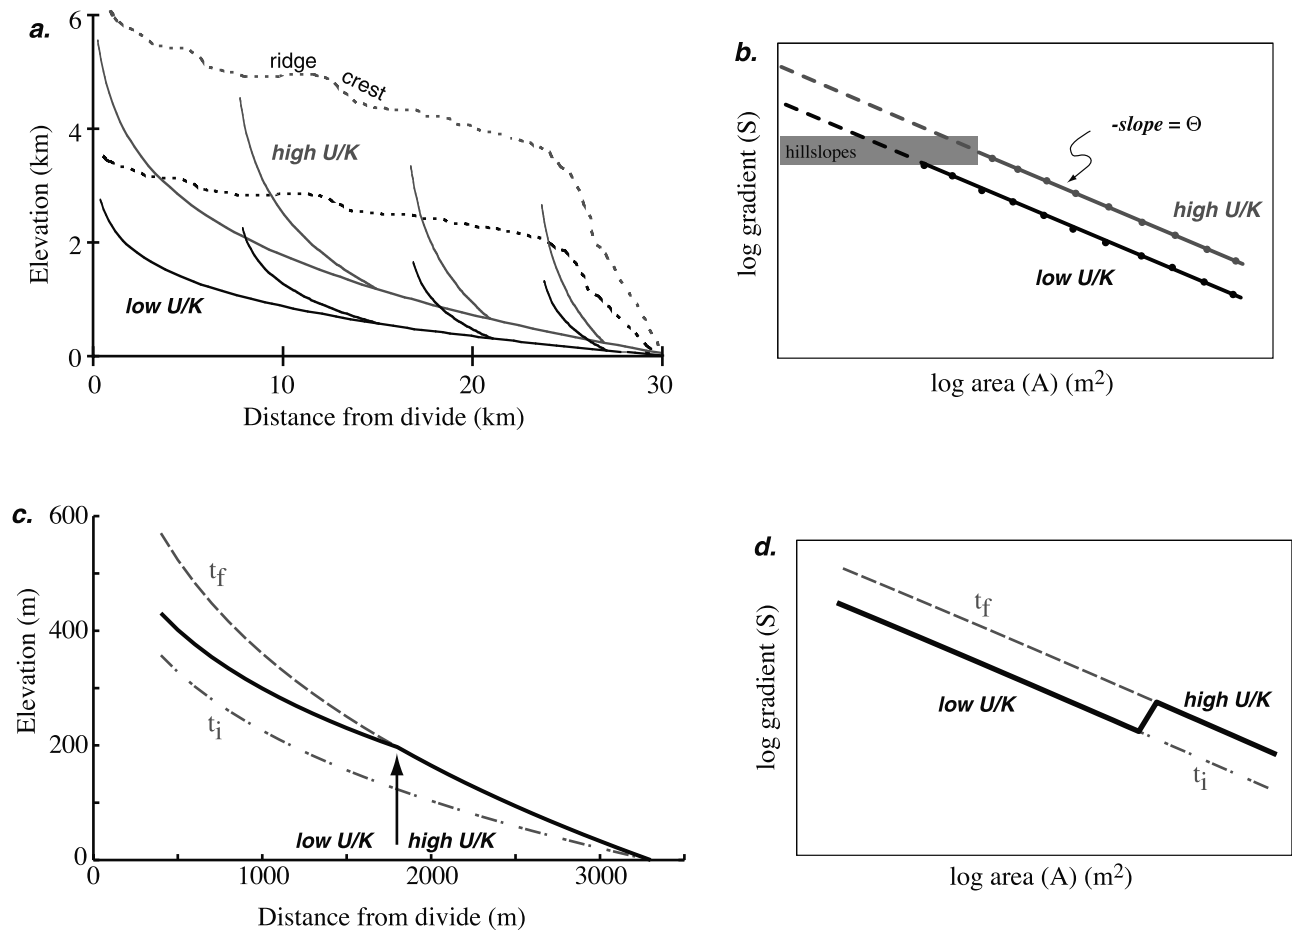 a.
6
4
2
0
Elevation (km)
ridge
crest
high U/K
low U/K
0 10 20 30
Distance from divide (km)
b.
log gradient (S)
hillslopes
-slope = Θ
high U/K
low U/K
log area (A) (m²)
c.
600
400
200
0
Elevation (m)
tf
ti
low U/K high U/K
0 1000 2000 3000
Distance from divide (m)
d.
log gradient (S)
tf
low U/K
high U/K
ti
log area (A) (m²)